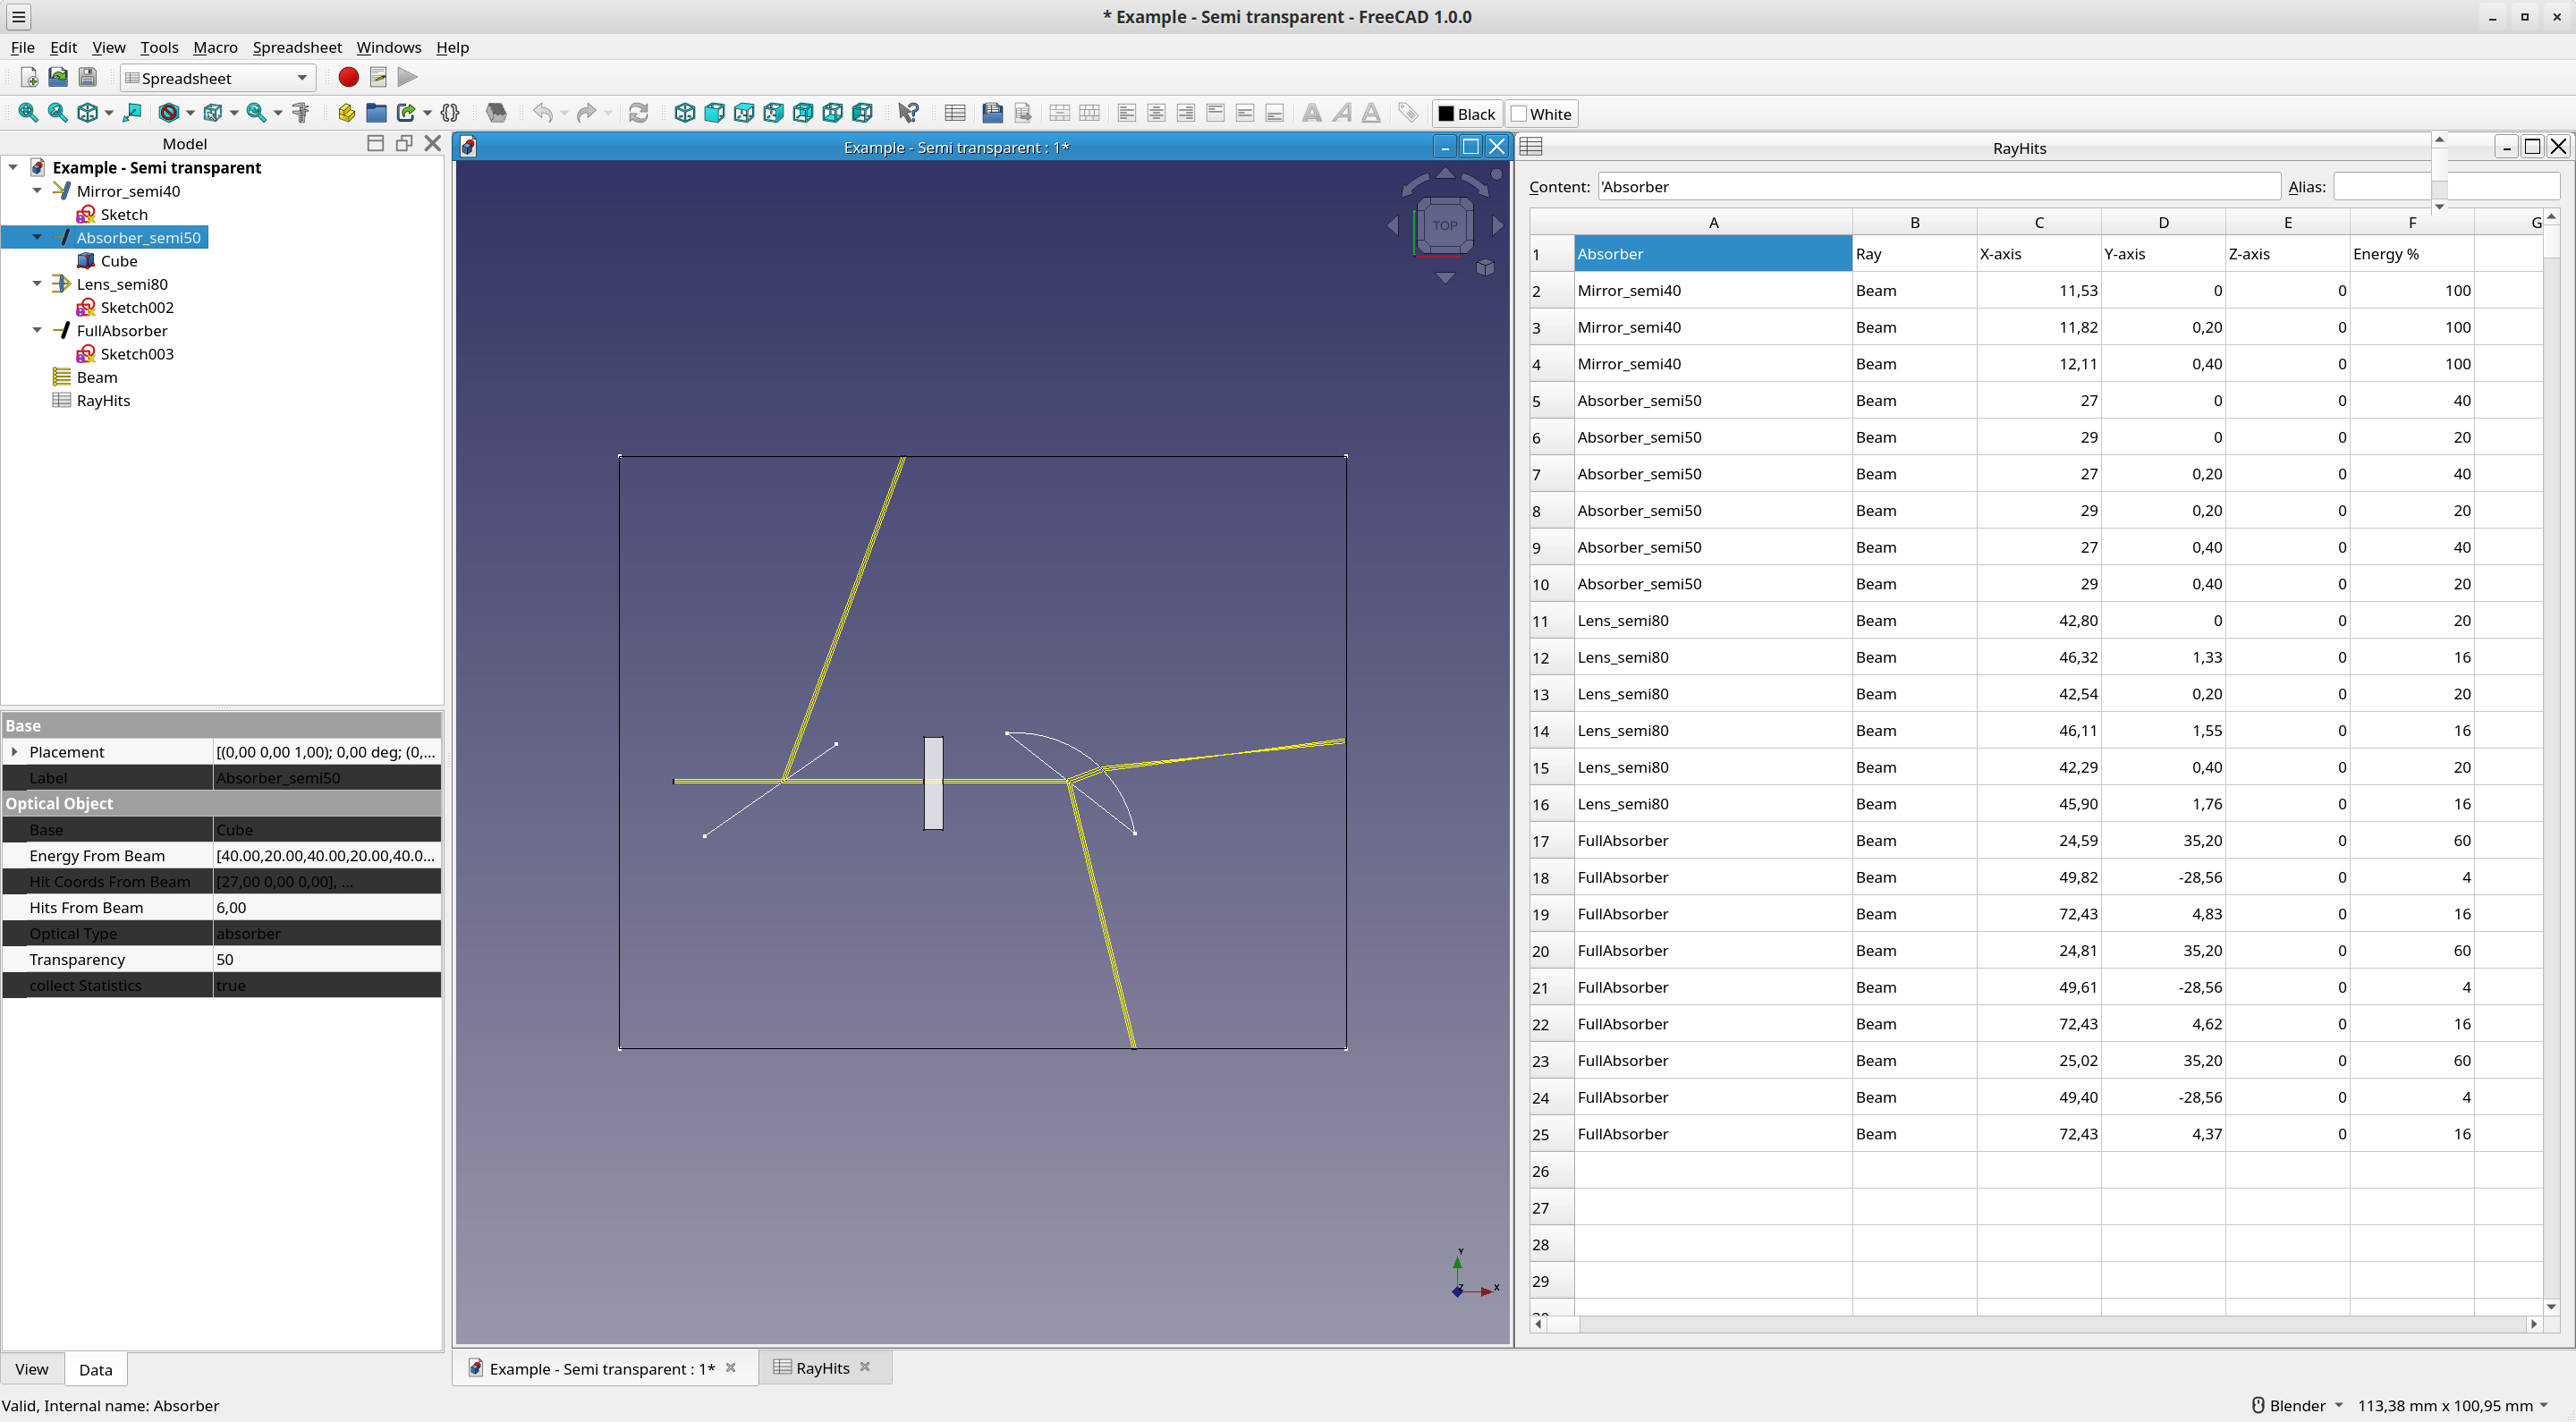 * Example - Semi transparent - FreeCAD 1.0.0
File Edit View Tools Macro Spreadsheet Windows Help
Spreadsheet
Black White
Model
Example - Semi transparent
Mirror_semi40
Sketch
Absorber_semi50
Cube
Lens_semi80
Sketch002
FullAbsorber
Sketch003
Beam
RayHits
Base
Placement [(0,00 0,00 1,00); 0,00 deg; (0,...
Label Absorber_semi50
Optical Object
Base Cube
Energy From Beam [40.00,20.00,40.00,20.00,40.0...
Hit Coords From Beam [27,00 0,00 0,00], ...
Hits From Beam 6,00
Optical Type absorber
Transparency 50
collect Statistics true
View Data
Valid, Internal name: Absorber
Example - Semi transparent : 1*
TOP
Y
Z
X
Example - Semi transparent : 1* RayHits
RayHits
Content: 'Absorber Alias:
A B C D E F G
1 Absorber Ray X-axis Y-axis Z-axis Energy %
2 Mirror_semi40 Beam 11,53 0 0 100
3 Mirror_semi40 Beam 11,82 0,20 0 100
4 Mirror_semi40 Beam 12,11 0,40 0 100
5 Absorber_semi50 Beam 27 0 0 40
6 Absorber_semi50 Beam 29 0 0 20
7 Absorber_semi50 Beam 27 0,20 0 40
8 Absorber_semi50 Beam 29 0,20 0 20
9 Absorber_semi50 Beam 27 0,40 0 40
10 Absorber_semi50 Beam 29 0,40 0 20
11 Lens_semi80 Beam 42,80 0 0 20
12 Lens_semi80 Beam 46,32 1,33 0 16
13 Lens_semi80 Beam 42,54 0,20 0 20
14 Lens_semi80 Beam 46,11 1,55 0 16
15 Lens_semi80 Beam 42,29 0,40 0 20
16 Lens_semi80 Beam 45,90 1,76 0 16
17 FullAbsorber Beam 24,59 35,20 0 60
18 FullAbsorber Beam 49,82 -28,56 0 4
19 FullAbsorber Beam 72,43 4,83 0 16
20 FullAbsorber Beam 24,81 35,20 0 60
21 FullAbsorber Beam 49,61 -28,56 0 4
22 FullAbsorber Beam 72,43 4,62 0 16
23 FullAbsorber Beam 25,02 35,20 0 60
24 FullAbsorber Beam 49,40 -28,56 0 4
25 FullAbsorber Beam 72,43 4,37 0 16
26
27
28
29
Blender 113,38 mm x 100,95 mm